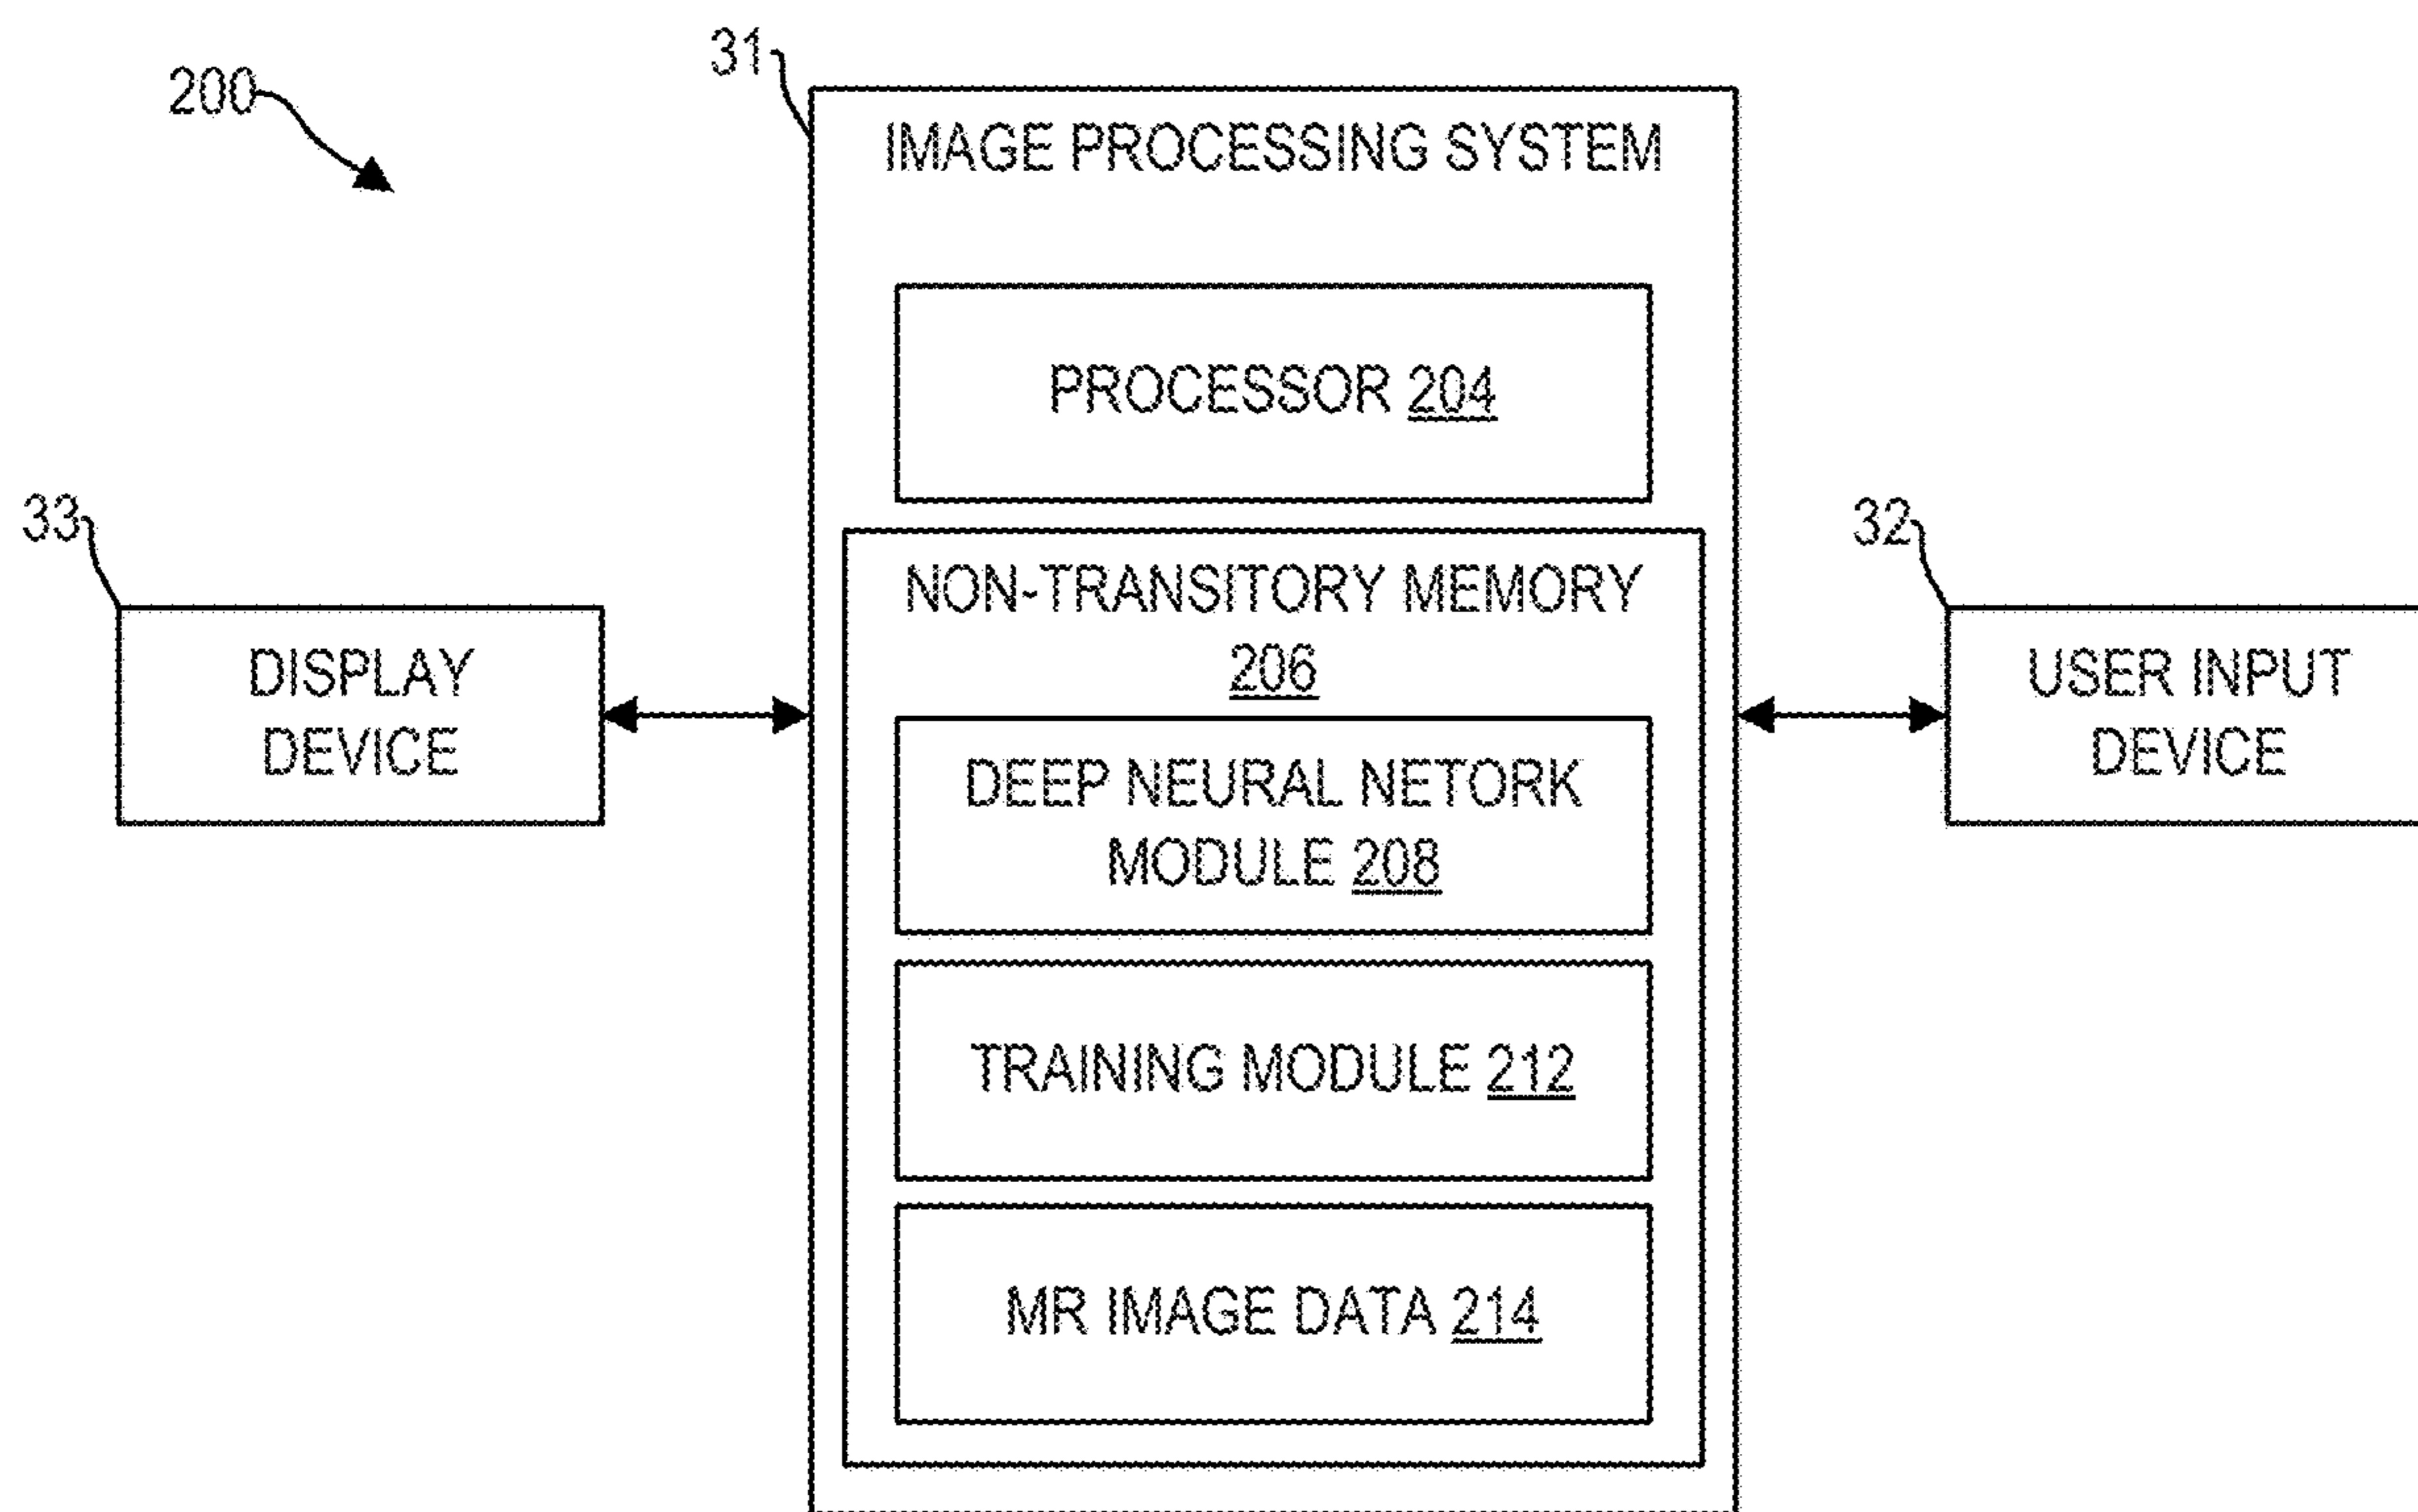 200
31
IMAGE PROCESSING SYSTEM
PROCESSOR 204
33
DISPLAY
DEVICE
NON-TRANSITORY MEMORY
206
DEEP NEURAL NETORK
MODULE 208
TRAINING MODULE 212
MR IMAGE DATA 214
32
USER INPUT
DEVICE